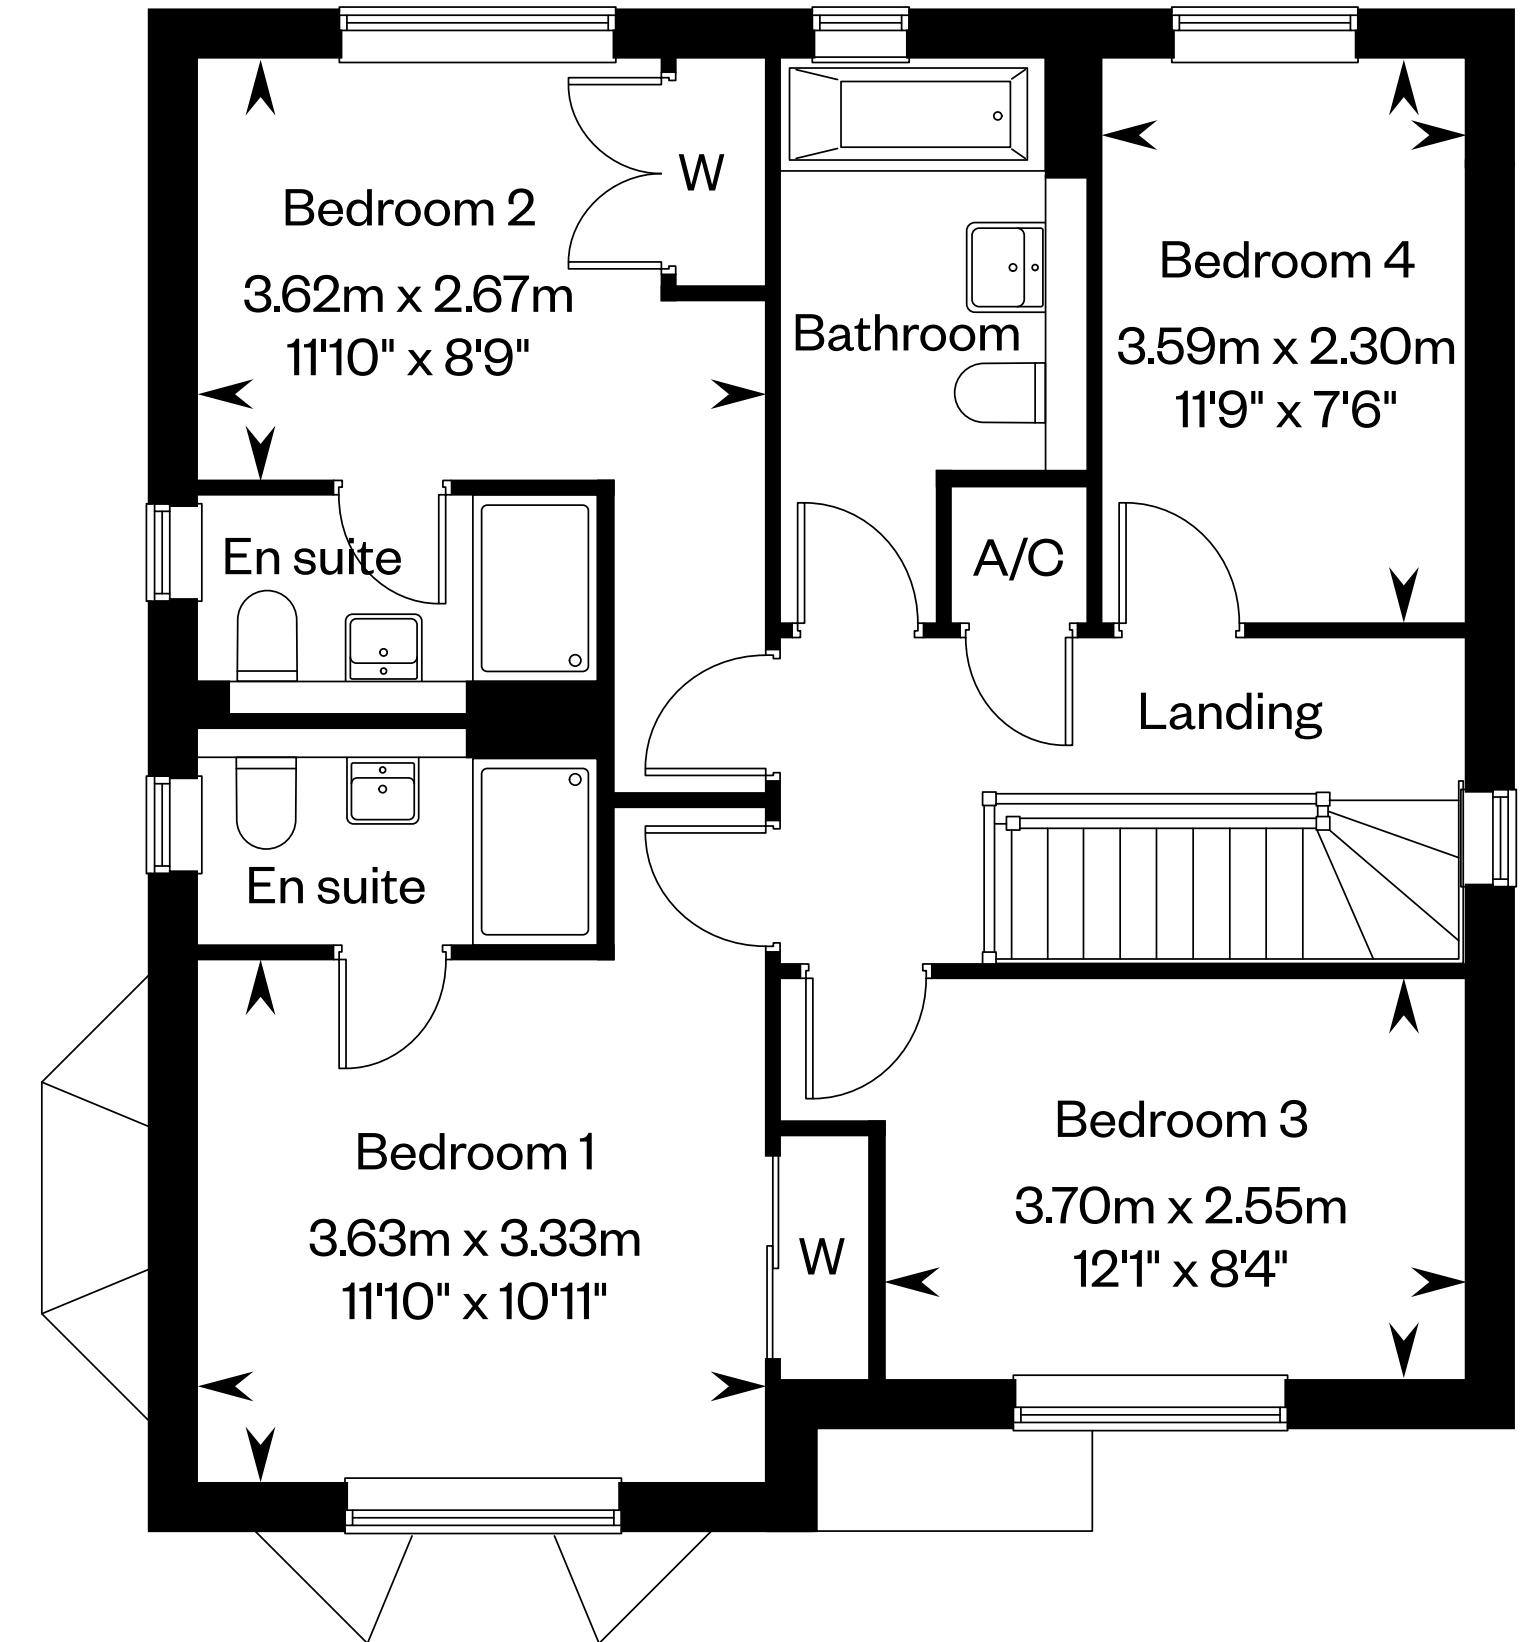 Bedroom 2
3.62m x 2.67m
11'10" x 8'9"
W
Bathroom
Bedroom 4
3.59m x 2.30m
11'9" x 7'6"
En suite
A/C
Landing
En suite
Bedroom 1
3.63m x 3.33m
11'10" x 10'11"
W
Bedroom 3
3.70m x 2.55m
12'1" x 8'4"